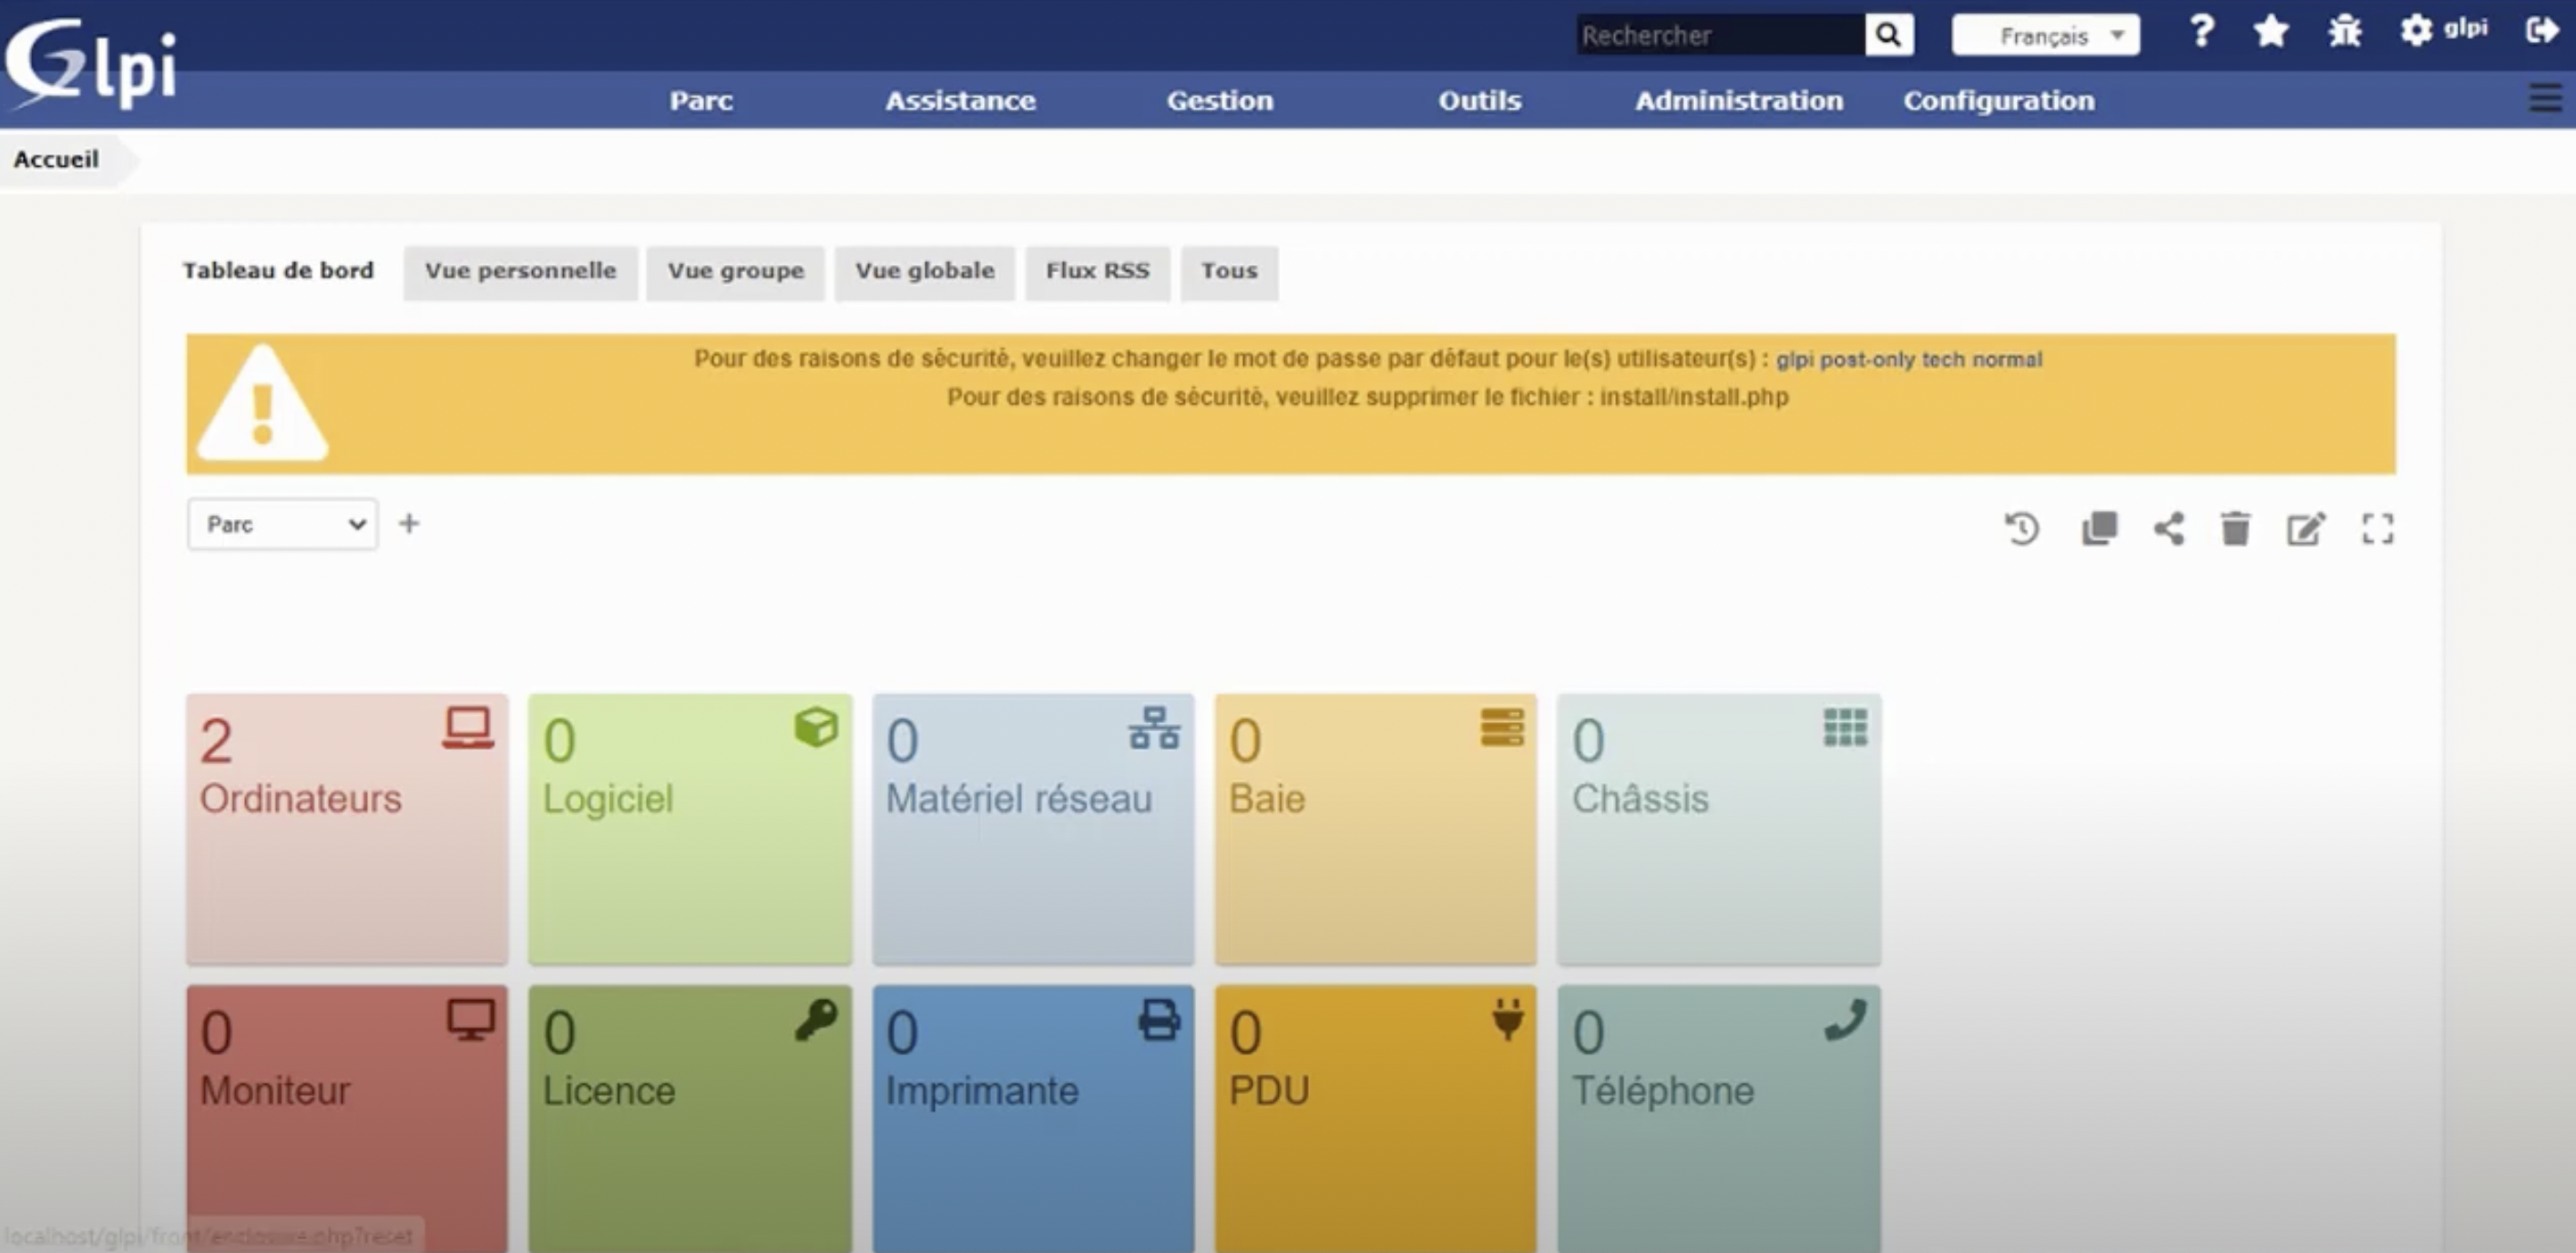 Glpi
Rechercher
Français
glpi
Parc Assistance Gestion Outils Administration Configuration
Accueil
Tableau de bord Vue personnelle Vue groupe Vue globale Flux RSS Tous
Pour des raisons de sécurité, veuillez changer le mot de passe par défaut pour le(s) utilisateur(s) : glpi post-only tech normal
Pour des raisons de sécurité, veuillez supprimer le fichier : install/install.php
Parc
2 0 0 0 0
Ordinateurs Logiciel Matériel réseau Baie Châssis
0 0 0 0 0
Moniteur Licence Imprimante PDU Téléphone
localhost/glpi/front/enclosure.php?reset